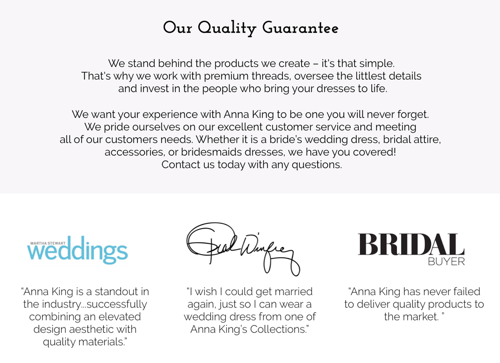 Our Quality Guarantee
We stand behind the products we create – it's that simple.
That's why we work with premium threads, oversee the littlest details
and invest in the people who bring your dresses to life.
We want your experience with Anna King to be one you will never forget.
We pride ourselves on our excellent customer service and meeting
all of our customers needs. Whether it is a bride's wedding dress, bridal attire,
accessories, or bridesmaids dresses, we have you covered!
Contact us today with any questions.
MARTHA STEWART
weddings
"Anna King is a standout in
the industry...successfully
combining an elevated
design aesthetic with
quality materials."
"I wish I could get married
again, just so I can wear a
wedding dress from one of
Anna King's Collections."
BRIDAL
BUYER
"Anna King has never failed
to deliver quality products to
the market. "